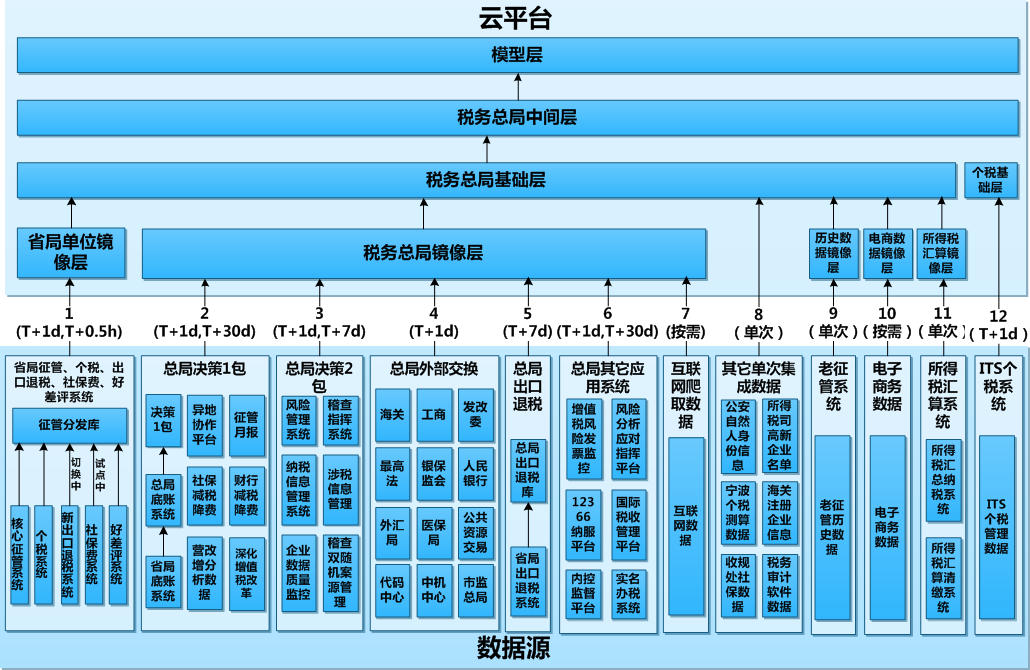 云平台
模型层
税务总局中间层
税务总局基础层
个税基
础层
省局单位镜
像层
税务总局镜像层
历史数
据镜像
层
电商数
据镜像
层
所得税
汇算镜
像层
1
(T+1d,T+0.5h)
2
(T+1d,T+30d)
3
(T+1d,T+7d)
4
(T+1d)
5
(T+7d)
6
(T+1d,T+30d)
7
(按需)
8
(单次)
9
(单次)
10
(按需)
11
(单次)
12
(T+1d)
省局征管、个税、出
口退税、社保费、好
差评系统
征管分发库
切换中
试点中
核心征管系统
个税系统
新出口退税系统
社保费系统
好差评系统
总局决策1包
决策
1包
异地
协作
平台
征管
月报
总局
底账
系统
社保
减税
降费
财行
减税
降费
省局
底账
系统
营改
增分
析数
据
深化
增值
税改
革
总局决策2
包
风险
管理
系统
稽查
指挥
系统
纳税
信息
管理
系统
涉税
信息
管理
企业
数据
质量
监控
稽查
双随
机案
源管
理
总局外部交换
海关
工商
发改
委
最高
法
银保
监会
人民
银行
外汇
局
医保
局
公共
资源
交易
代码
中心
中机
中心
市监
总局
总局
出口
退税
总局
出口
退税
库
省局
出口
退税
系统
总局其它应
用系统
增值
税风
险发
票监
控
风险
分析
应对
指挥
平台
123
66
纳服
平台
国际
税收
管理
平台
内控
监督
平台
实名
办税
系统
互联
网爬
取数
据
互联
网数
据
其它单次集
成数据
公安
自然
人身
份信
息
所得
税司
高新
企业
名单
宁波
个税
测算
数据
海关
注册
企业
信息
收规
处社
保数
据
税务
审计
软件
数据
老征
管系
统
老征
管历
史数
据
电子
商务
数据
电子
商务
数据
所得
税汇
算系
统
所得
税汇
总纳
税系
统
所得
税汇
算清
缴系
统
ITS个
税系
统
ITS
个税
管理
数据
数据源